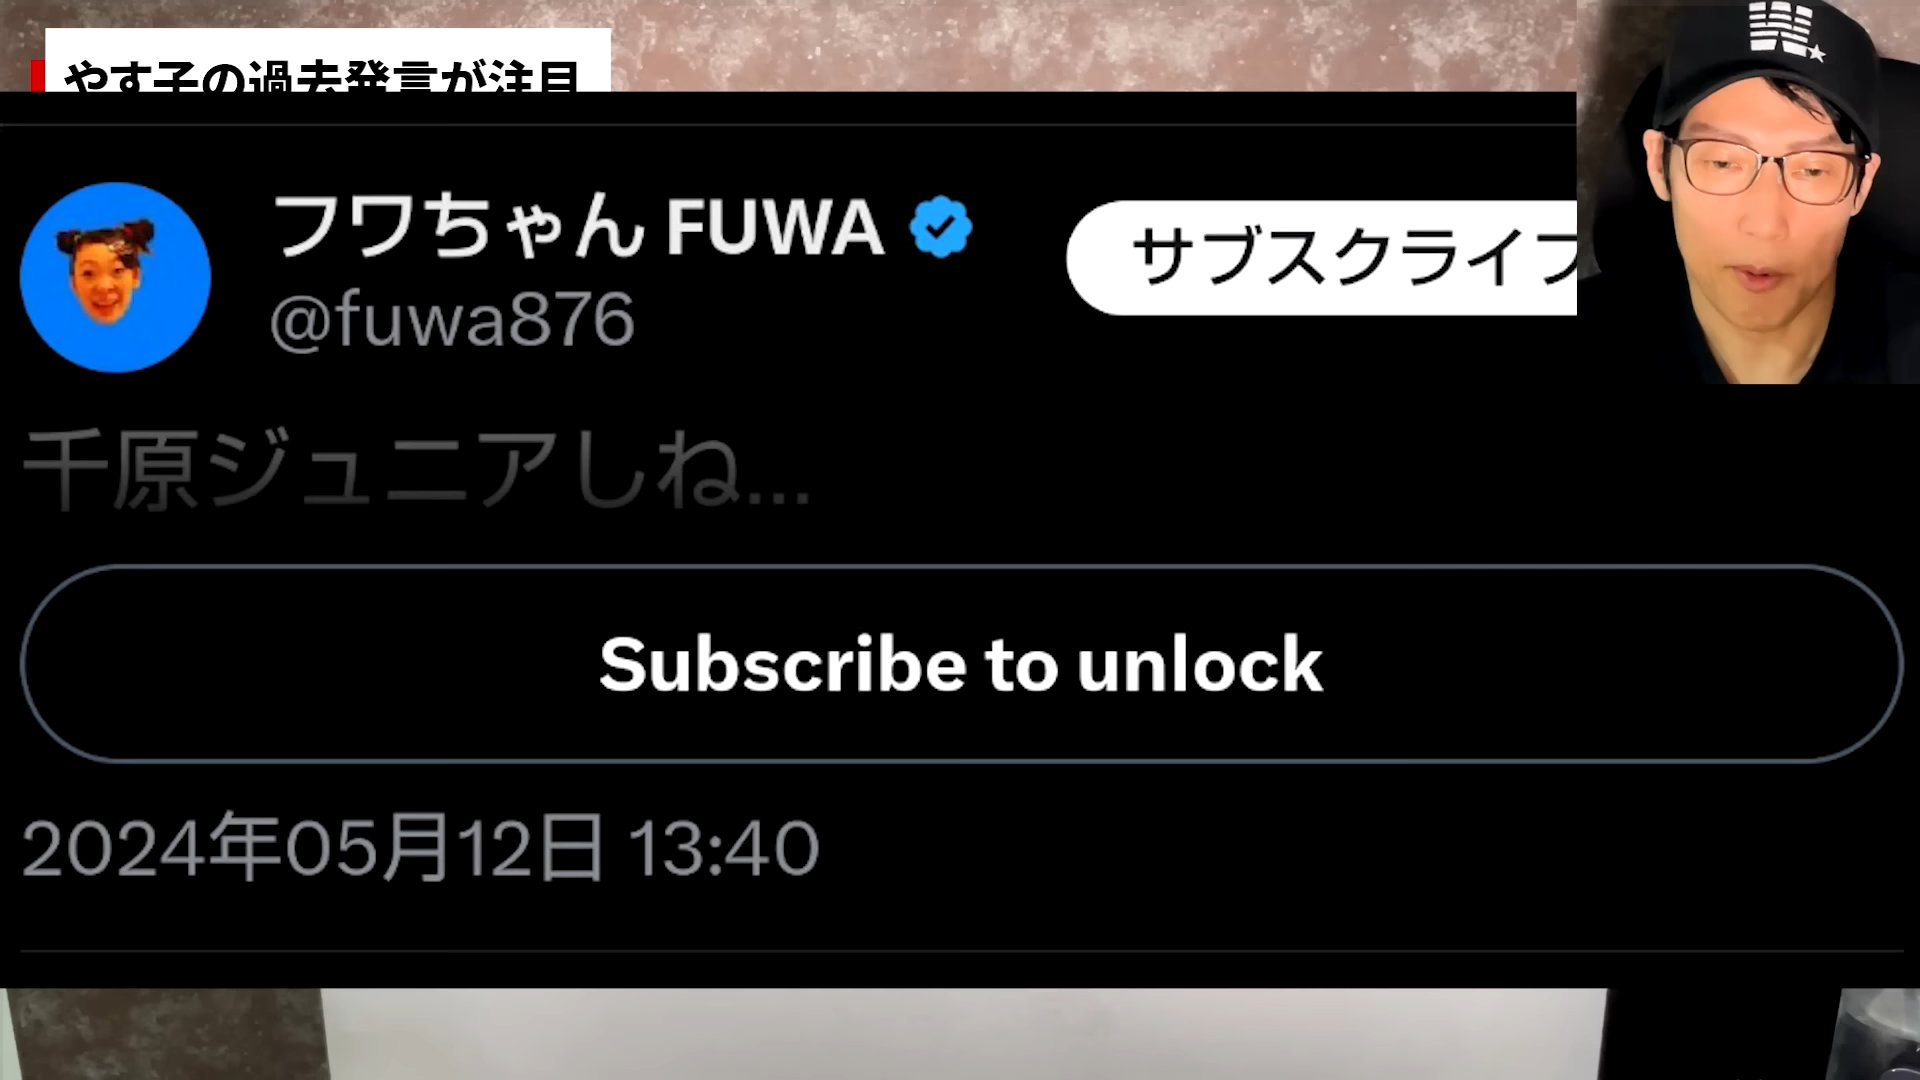 やす子の過去発言が注目
フワちゃん FUWA
@fuwa876
サブスクライブ
千原ジュニアしね...
Subscribe to unlock
2024年05月12日 13:40
W